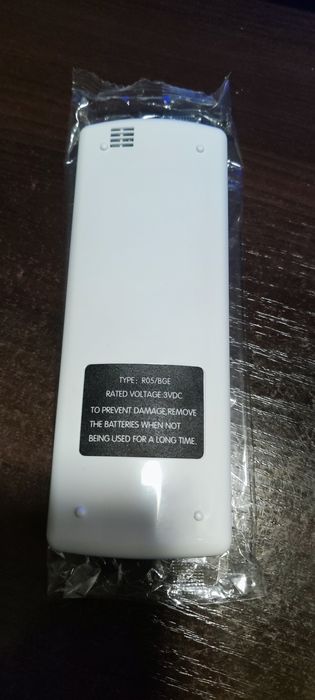 TYPE: R05/BGE
RATED VOLTAGE:3VDC
TO PREVENT DAMAGE,REMOVE
THE BATTERIES WHEN NOT
BEING USED FOR A LONG TIME.